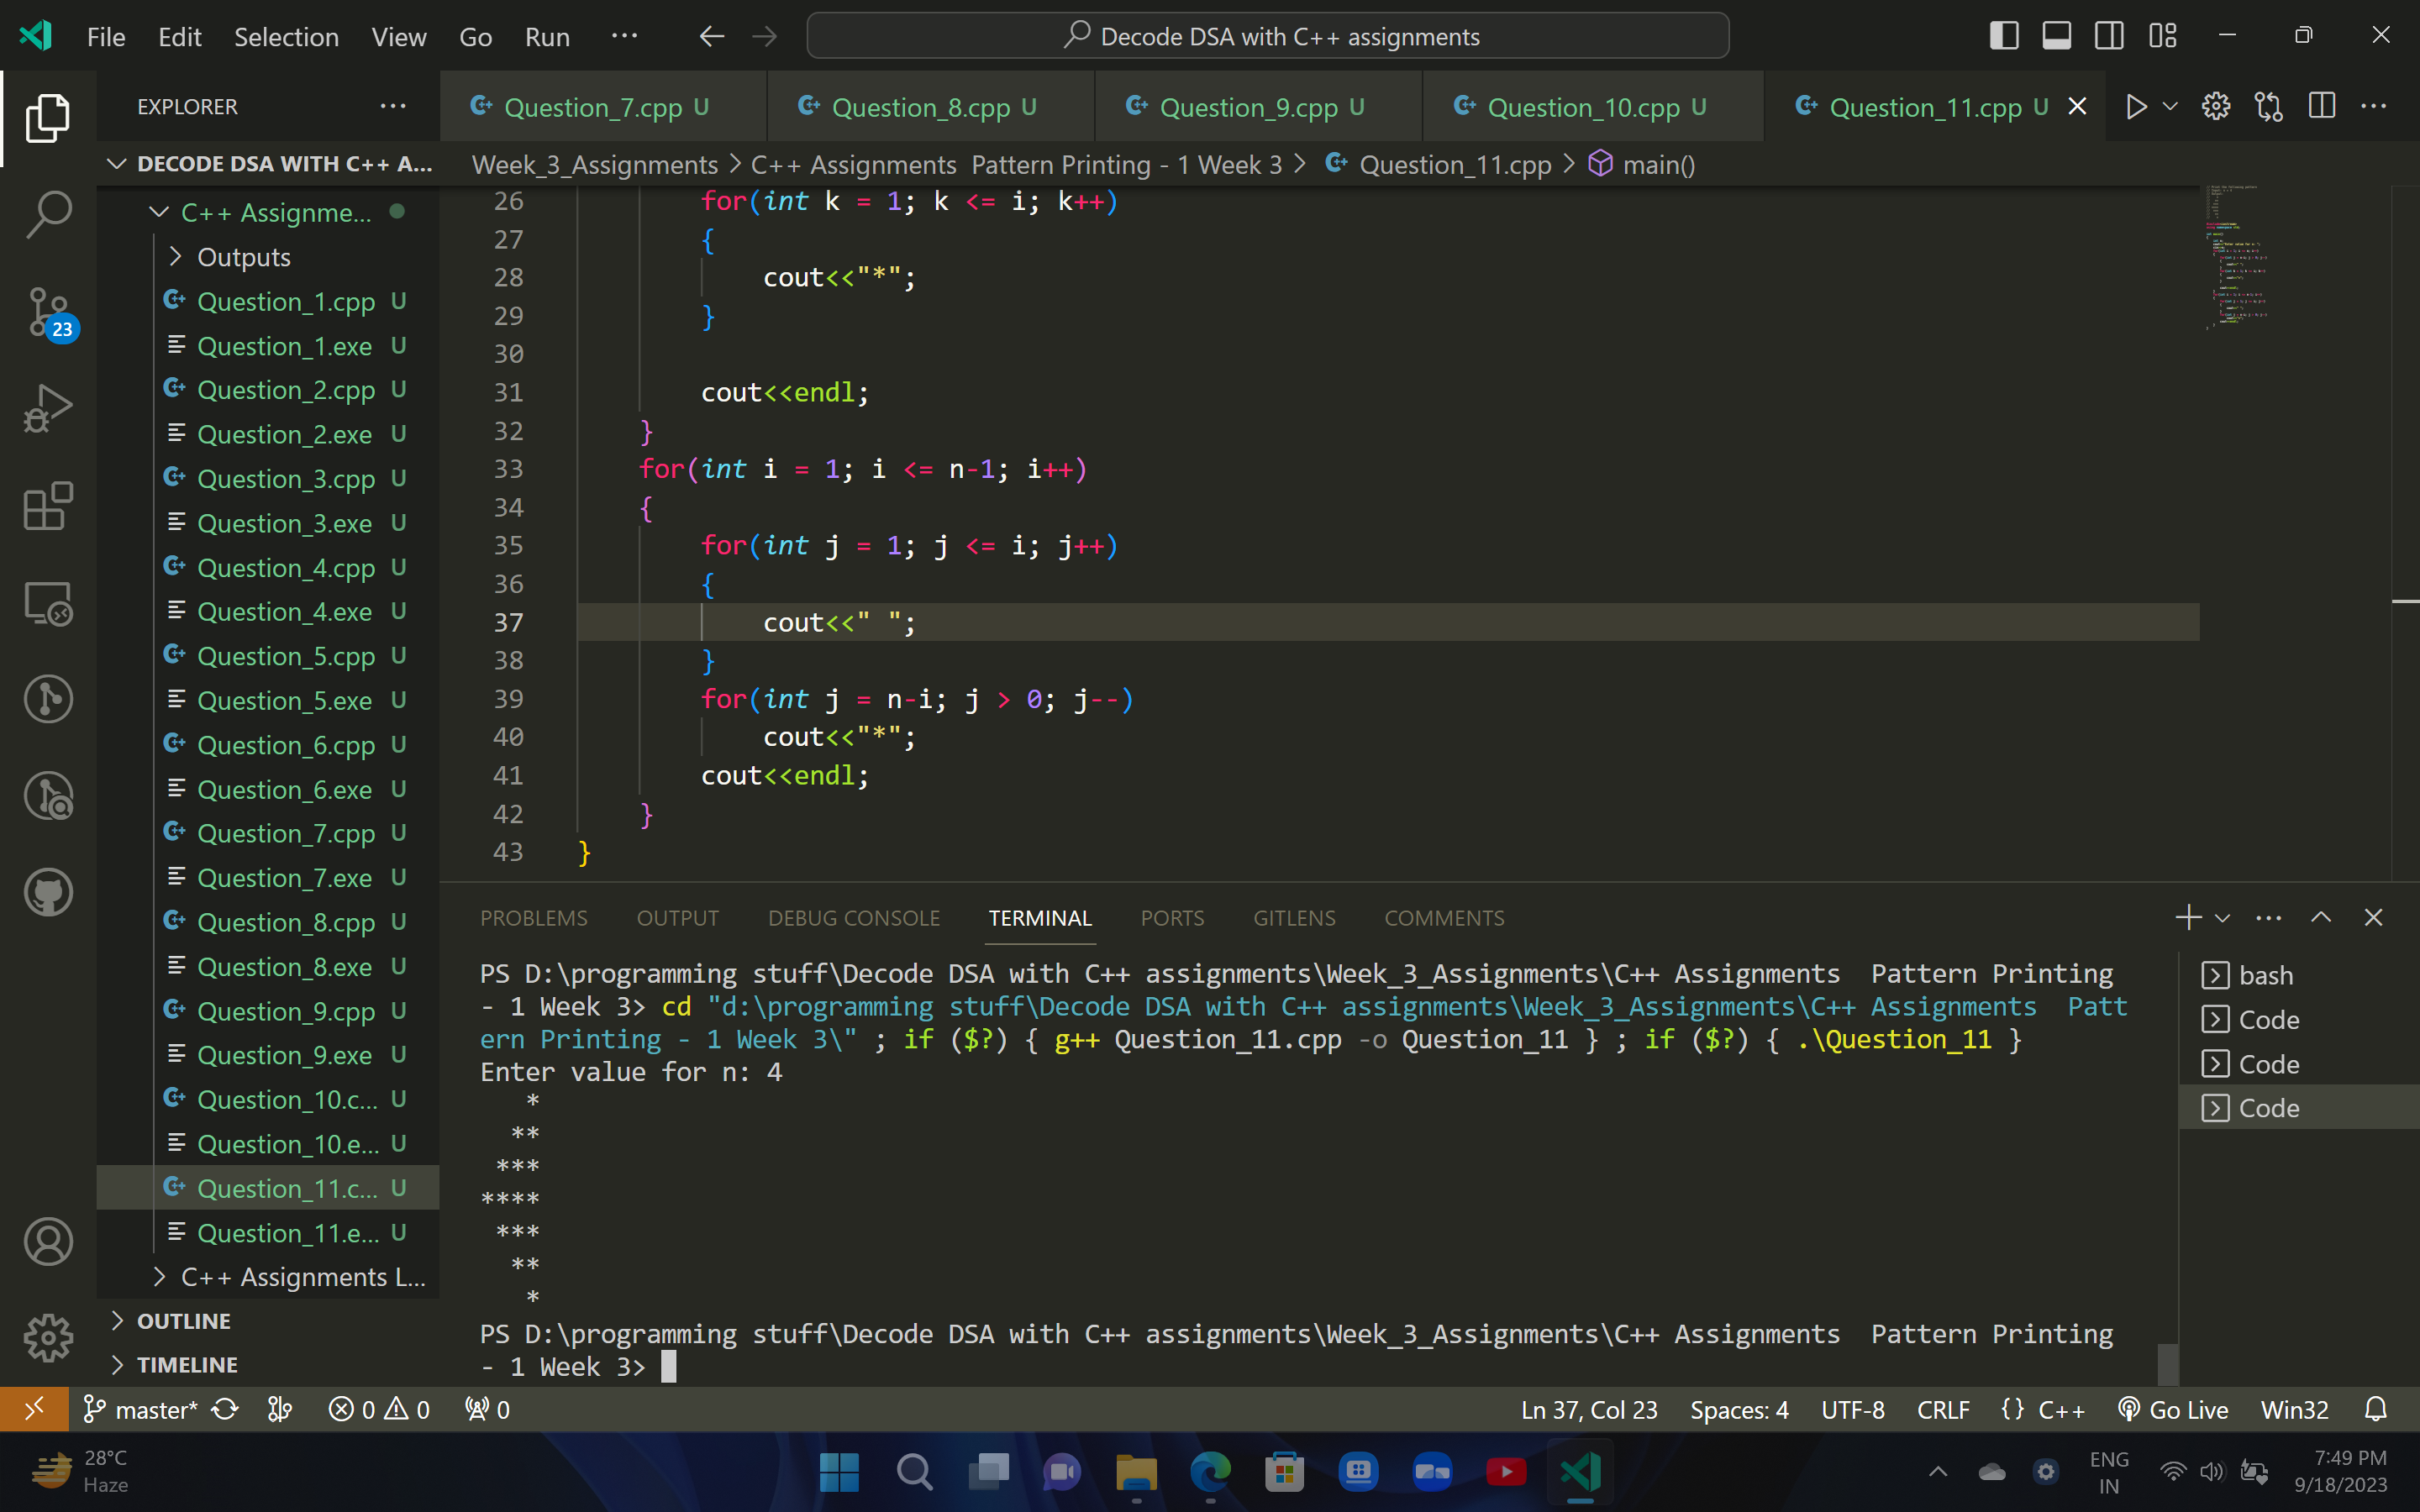 File Edit Selection View Go Run ··· Decode DSA with C++ assignments
EXPLORER ···
Question_7.cpp U Question_8.cpp U Question_9.cpp U Question_10.cpp U Question_11.cpp U
DECODE DSA WITH C++ A...
Week_3_Assignments > C++ Assignments Pattern Printing - 1 Week 3 > Question_11.cpp > main()
C++ Assignme...
Outputs
Question_1.cpp U
Question_1.exe U
Question_2.cpp U
Question_2.exe U
Question_3.cpp U
Question_3.exe U
Question_4.cpp U
Question_4.exe U
Question_5.cpp U
Question_5.exe U
Question_6.cpp U
Question_6.exe U
Question_7.cpp U
Question_7.exe U
Question_8.cpp U
Question_8.exe U
Question_9.cpp U
Question_9.exe U
Question_10.c... U
Question_10.e... U
Question_11.c... U
Question_11.e... U
C++ Assignments L...
OUTLINE
TIMELINE
23
26 for(int k = 1; k <= i; k++)
27 {
28 cout<<"*";
29 }
30
31 cout<<endl;
32 }
33 for(int i = 1; i <= n-1; i++)
34 {
35 for(int j = 1; j <= i; j++)
36 {
37 cout<<" ";
38 }
39 for(int j = n-i; j > 0; j--)
40 cout<<"*";
41 cout<<endl;
42 }
43 }
PROBLEMS OUTPUT DEBUG CONSOLE TERMINAL PORTS GITLENS COMMENTS
PS D:\programming stuff\Decode DSA with C++ assignments\Week_3_Assignments\C++ Assignments  Pattern Printing
- 1 Week 3> cd "d:\programming stuff\Decode DSA with C++ assignments\Week_3_Assignments\C++ Assignments  Patt
ern Printing - 1 Week 3\" ; if ($?) { g++ Question_11.cpp -o Question_11 } ; if ($?) { .\Question_11 }
Enter value for n: 4
   *
  **
 ***
****
 ***
  **
   *
PS D:\programming stuff\Decode DSA with C++ assignments\Week_3_Assignments\C++ Assignments  Pattern Printing
- 1 Week 3>
bash
Code
Code
Code
master* 0 0 0 Ln 37, Col 23 Spaces: 4 UTF-8 CRLF {} C++ Go Live Win32
28°C
Haze
ENG
IN
7:49 PM
9/18/2023